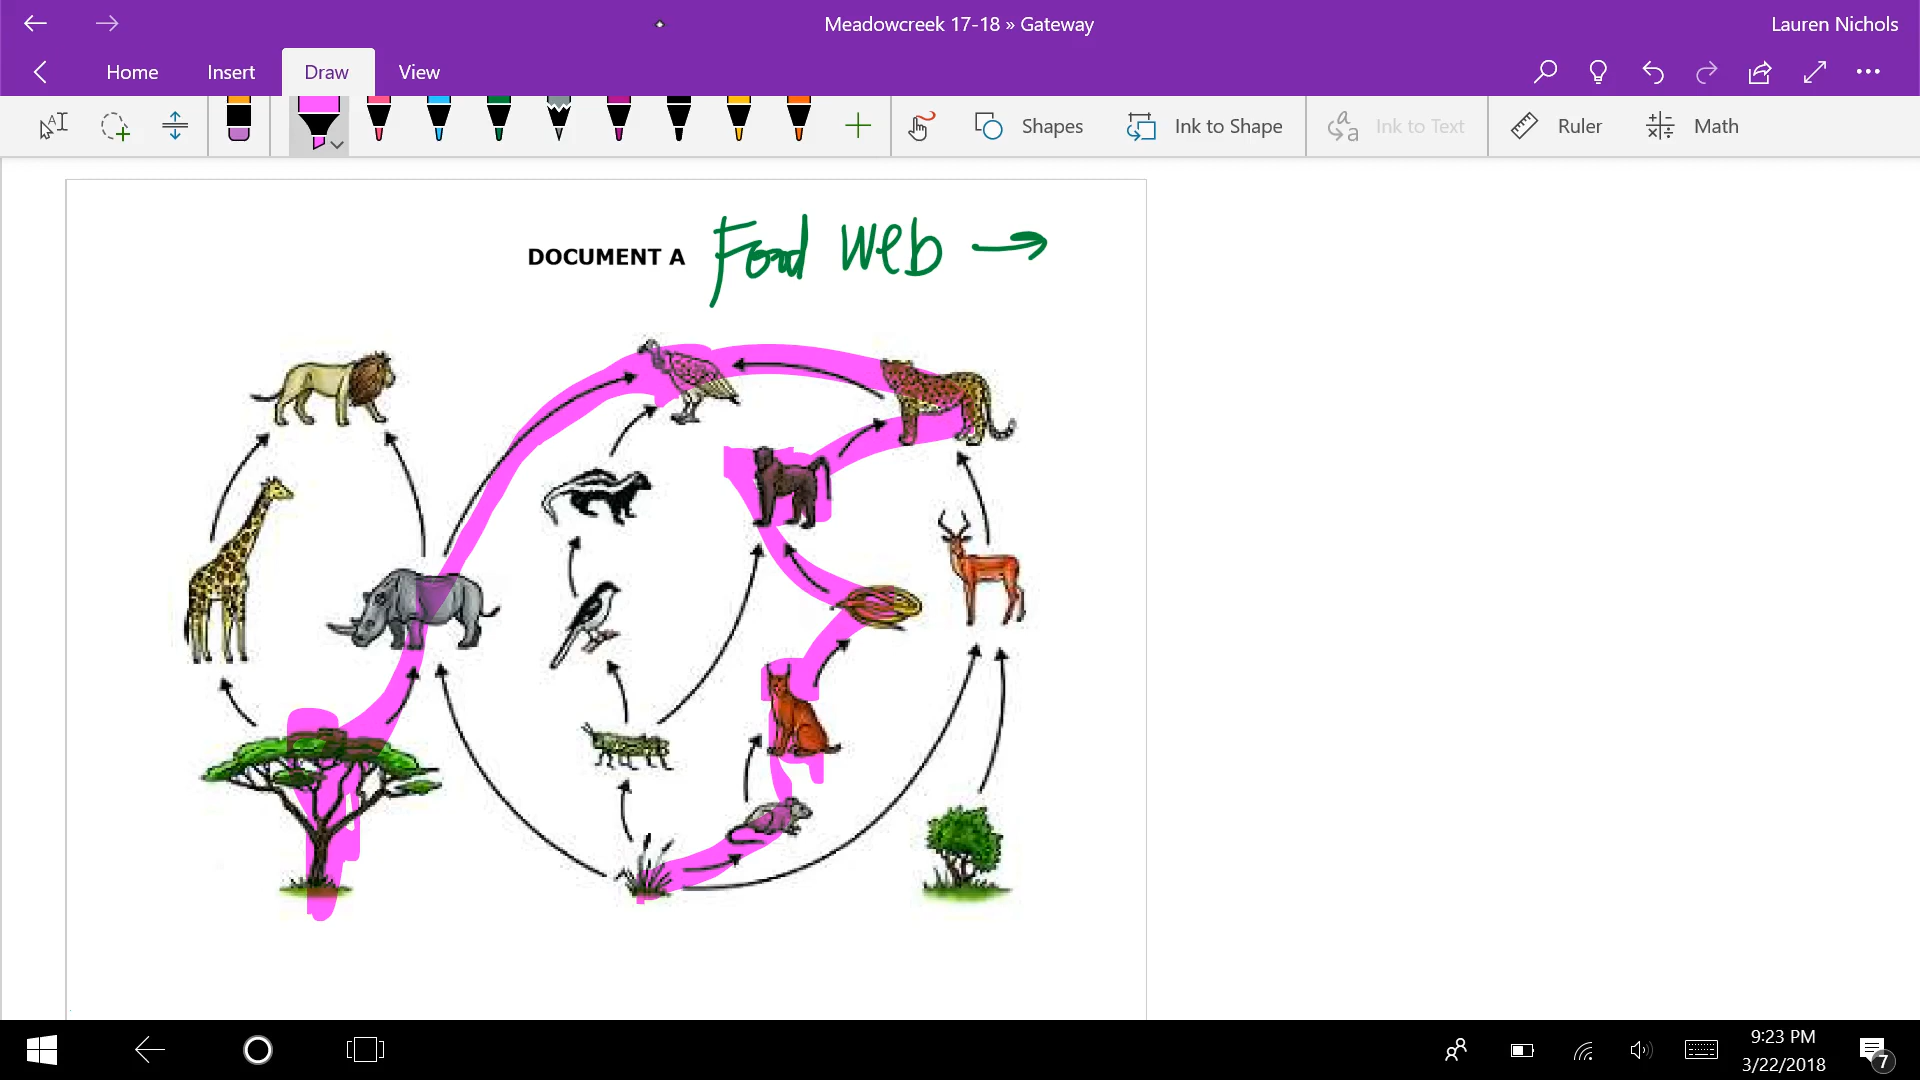 Meadowcreek 17-18 » Gateway
Lauren Nichols
Home Insert Draw View
Shapes Ink to Shape Ink to Text Ruler Math
DOCUMENT A Food Web →
9:23 PM
3/22/2018
7